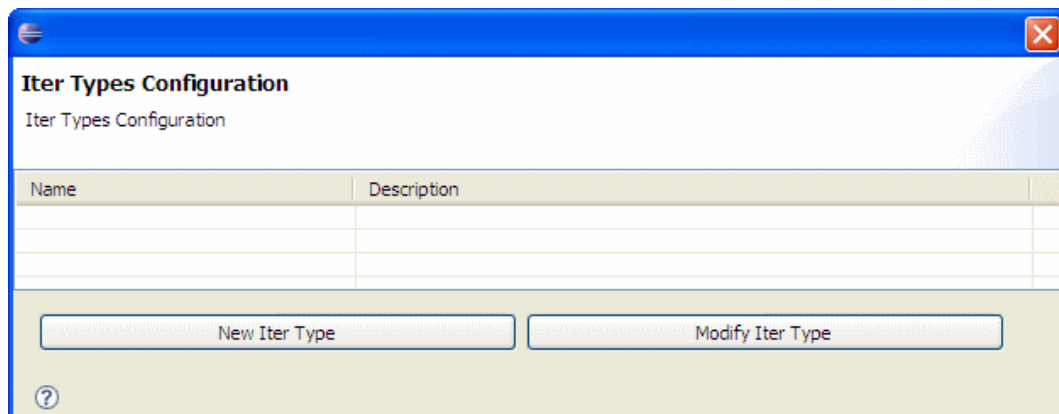 Iter Types Configuration
Iter Types Configuration
Name Description
New Iter Type Modify Iter Type
?